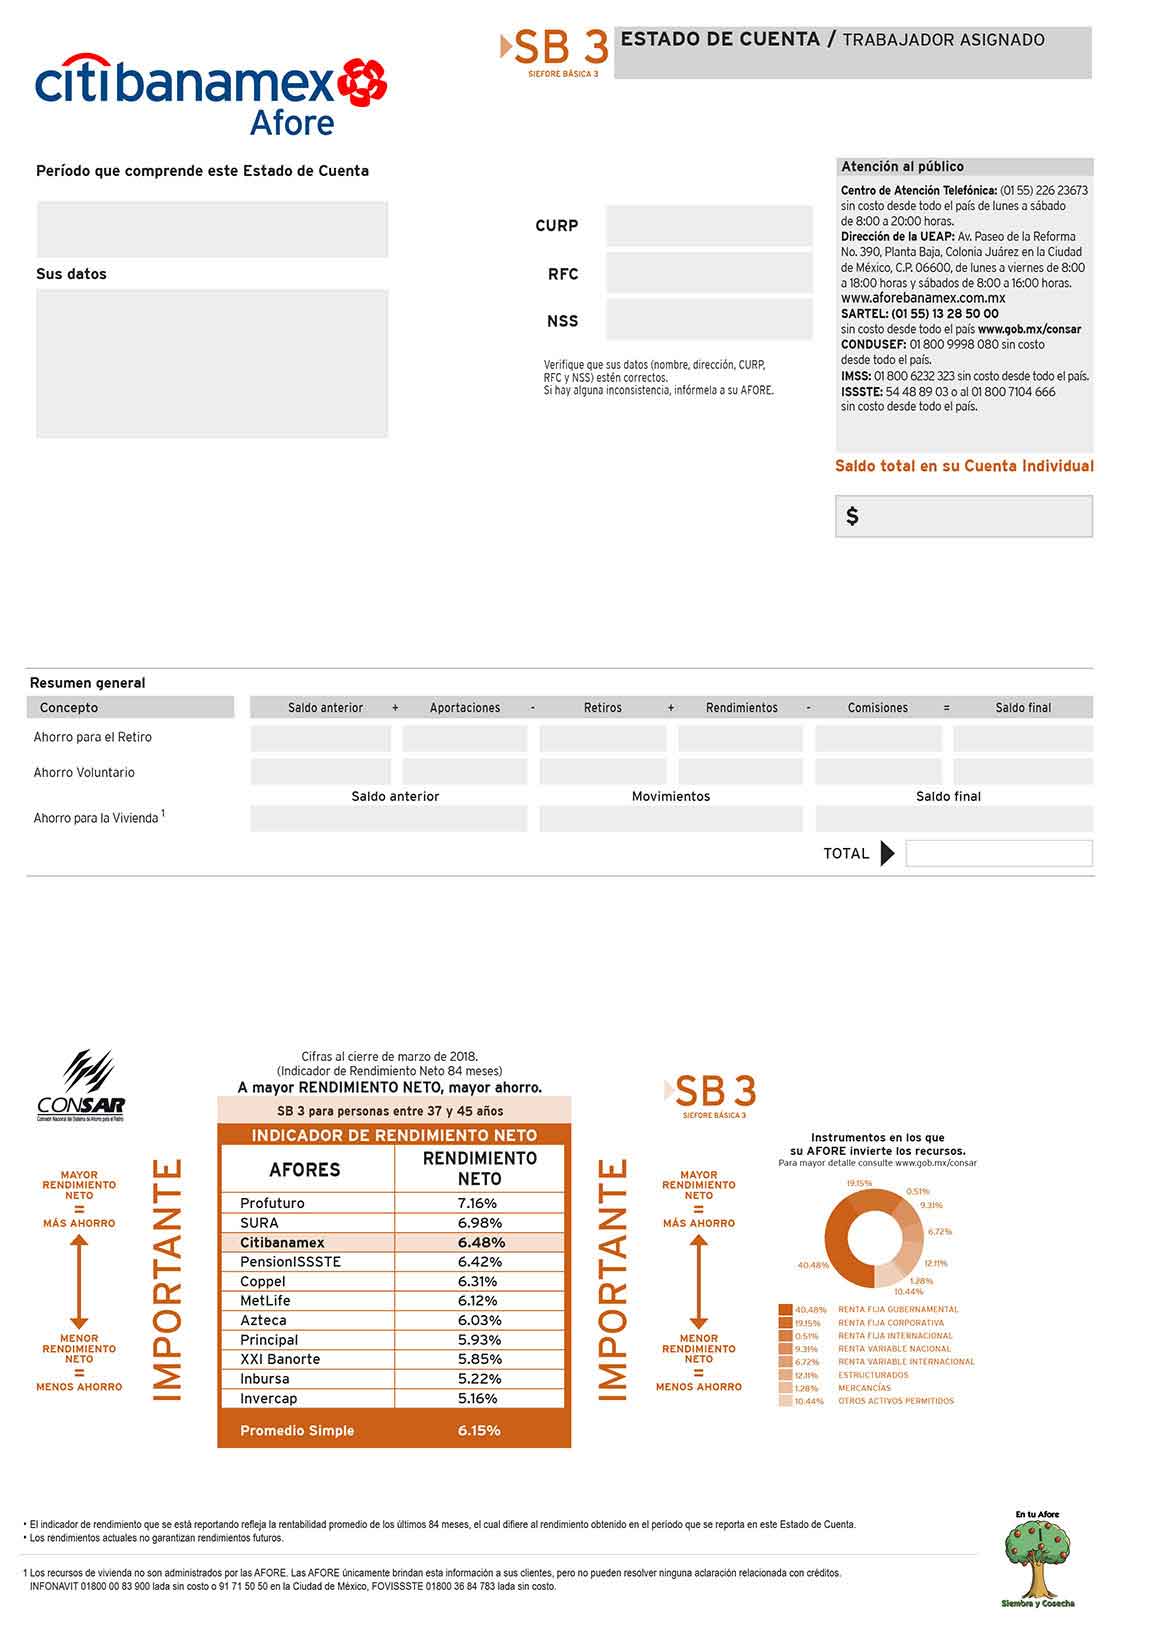 citibanamex
Afore
SB 3
SIEFORE BÁSICA 3
ESTADO DE CUENTA / TRABAJADOR ASIGNADO
Período que comprende este Estado de Cuenta
Sus datos
CURP
RFC
NSS
Verifique que sus datos (nombre, dirección, CURP,
RFC y NSS) estén correctos.
Si hay alguna inconsistencia, infórmela a su AFORE.
Atención al público
Centro de Atención Telefónica: (01 55) 226 23673
sin costo desde todo el país de lunes a sábado
de 8:00 a 20:00 horas.
Dirección de la UEAP: Av. Paseo de la Reforma
No. 390, Planta Baja, Colonia Juárez en la Ciudad
de México, C.P. 06600, de lunes a viernes de 8:00
a 18:00 horas y sábados de 8:00 a 16:00 horas.
www.aforebanamex.com.mx
SARTEL: (01 55) 13 28 50 00
sin costo desde todo el país www.gob.mx/consar
CONDUSEF: 01 800 9998 080 sin costo
desde todo el país.
IMSS: 01 800 6232 323 sin costo desde todo el país.
ISSSTE: 54 48 89 03 o al 01 800 7104 666
sin costo desde todo el país.
Saldo total en su Cuenta Individual
$
Resumen general
Concepto Saldo anterior + Aportaciones - Retiros + Rendimientos - Comisiones = Saldo final
Ahorro para el Retiro
Ahorro Voluntario
Saldo anterior Movimientos Saldo final
Ahorro para la Vivienda 1
TOTAL
CONSAR
Comisión Nacional del Sistema de Ahorro para el Retiro
MAYOR
RENDIMIENTO
NETO
=
MÁS AHORRO
MENOR
RENDIMIENTO
NETO
=
MENOS AHORRO
IMPORTANTE
Cifras al cierre de marzo de 2018.
(Indicador de Rendimiento Neto 84 meses)
A mayor RENDIMIENTO NETO, mayor ahorro.
SB 3 para personas entre 37 y 45 años
INDICADOR DE RENDIMIENTO NETO
AFORES RENDIMIENTO NETO
Profuturo 7.16%
SURA 6.98%
Citibanamex 6.48%
PensionISSSTE 6.42%
Coppel 6.31%
MetLife 6.12%
Azteca 6.03%
Principal 5.93%
XXI Banorte 5.85%
Inbursa 5.22%
Invercap 5.16%
Promedio Simple 6.15%
IMPORTANTE
SB 3
SIEFORE BÁSICA 3
MAYOR
RENDIMIENTO
NETO
=
MÁS AHORRO
MENOR
RENDIMIENTO
NETO
=
MENOS AHORRO
Instrumentos en los que
su AFORE invierte los recursos.
Para mayor detalle consulte www.gob.mx/consar
19.15%
0.51%
9.31%
6.72%
12.11%
1.28%
10.44%
40.48%
40.48% RENTA FIJA GUBERNAMENTAL
19.15% RENTA FIJA CORPORATIVA
0.51% RENTA FIJA INTERNACIONAL
9.31% RENTA VARIABLE NACIONAL
6.72% RENTA VARIABLE INTERNACIONAL
12.11% ESTRUCTURADOS
1.28% MERCANCÍAS
10.44% OTROS ACTIVOS PERMITIDOS
• El indicador de rendimiento que se está reportando refleja la rentabilidad promedio de los últimos 84 meses, el cual difiere al rendimiento obtenido en el periodo que se reporta en este Estado de Cuenta.
• Los rendimientos actuales no garantizan rendimientos futuros.
1 Los recursos de vivienda no son administrados por las AFORE. Las AFORE únicamente brindan esta información a sus clientes, pero no pueden resolver ninguna aclaración relacionada con créditos.
INFONAVIT 01800 00 83 900 lada sin costo o 91 71 50 50 en la Ciudad de México, FOVISSSTE 01800 36 84 783 lada sin costo.
En tu Afore
Siembra y Cosecha